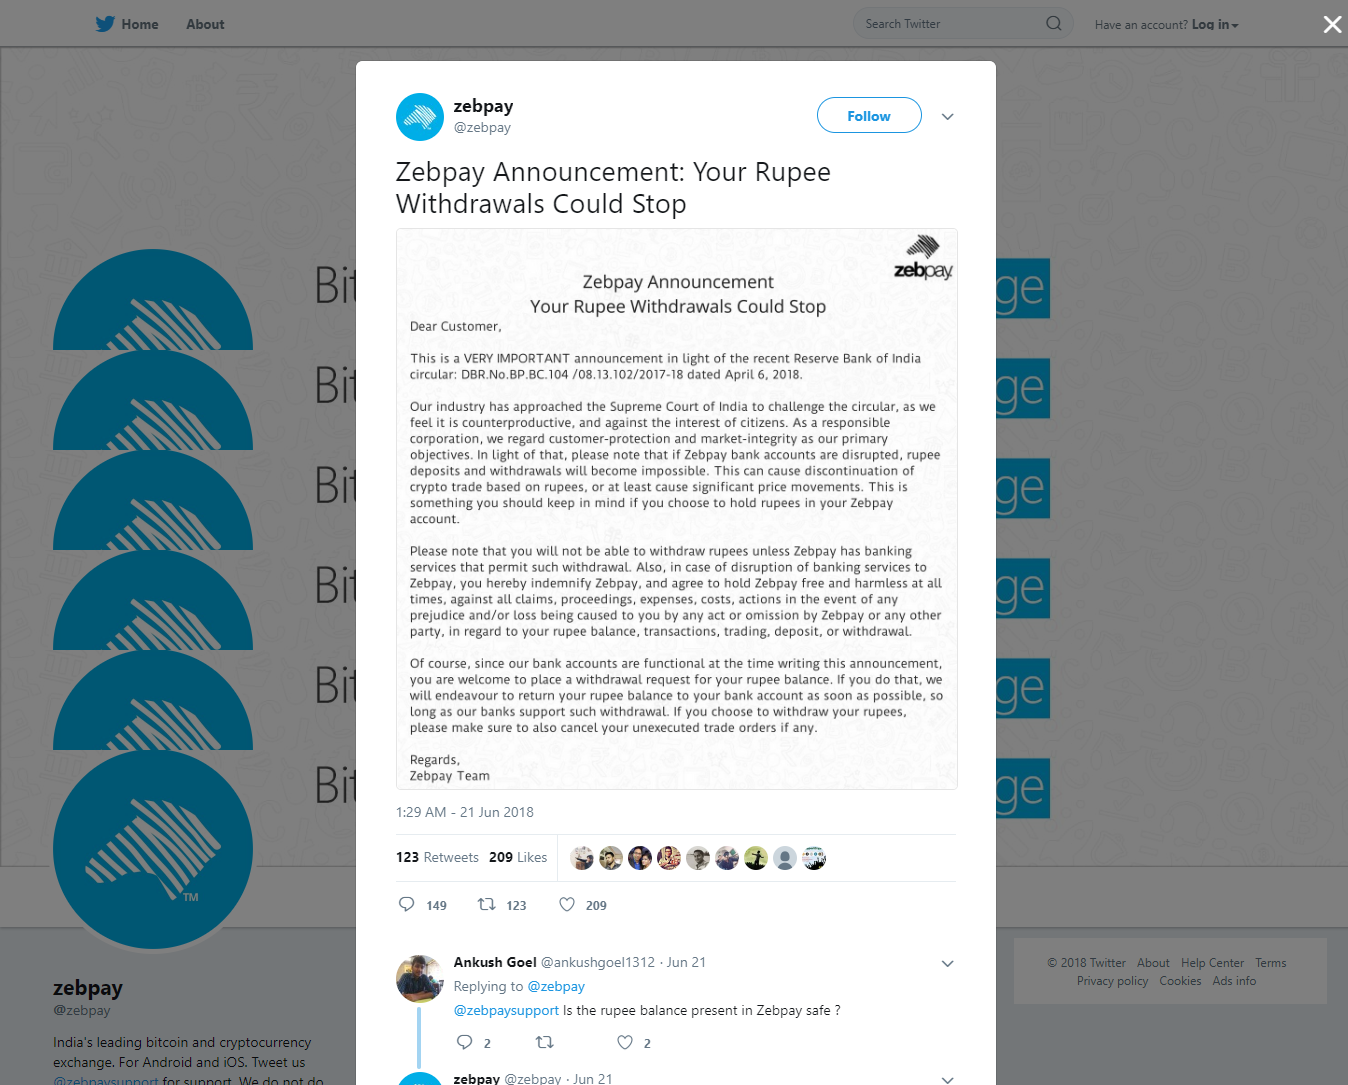 Home
About
Search Twitter
Have an account? Log in
zebpay
@zebpay
Follow
Zebpay Announcement: Your Rupee
Withdrawals Could Stop
zebpay
Zebpay Announcement
Your Rupee Withdrawals Could Stop
Dear Customer,
This is a VERY IMPORTANT announcement in light of the recent Reserve Bank of India
circular: DBR.No.BP.BC.104 /08.13.102/2017-18 dated April 6, 2018.
Our industry has approached the Supreme Court of India to challenge the circular, as we
feel it is counterproductive, and against the interest of citizens. As a responsible
corporation, we regard customer-protection and market-integrity as our primary
objectives. In light of that, please note that if Zebpay bank accounts are disrupted, rupee
deposits and withdrawals will become impossible. This can cause discontinuation of
crypto trade based on rupees, or at least cause significant price movements. This is
something you should keep in mind if you choose to hold rupees in your Zebpay
account.
Please note that you will not be able to withdraw rupees unless Zebpay has banking
services that permit such withdrawal. Also, in case of disruption of banking services to
Zebpay, you hereby indemnify Zebpay, and agree to hold Zebpay free and harmless at all
times, against all claims, proceedings, expenses, costs, actions in the event of any
prejudice and/or loss being caused to you by any act or omission by Zebpay or any other
party, in regard to your rupee balance, transactions, trading, deposit, or withdrawal.
Of course, since our bank accounts are functional at the time writing this announcement,
you are welcome to place a withdrawal request for your rupee balance. If you do that, we
will endeavour to return your rupee balance to your bank account as soon as possible, so
long as our banks support such withdrawal. If you choose to withdraw your rupees,
please make sure to also cancel your unexecuted trade orders if any.
Regards,
Zebpay Team
1:29 AM - 21 Jun 2018
123 Retweets 209 Likes
149 123 209
Ankush Goel @ankushgoel1312 · Jun 21
Replying to @zebpay
@zebpaysupport Is the rupee balance present in Zebpay safe ?
2 2
zebpay @zebpay · Jun 21
Bit
ge
Bit
ge
Bit
ge
Bit
ge
Bit
ge
Bit
ge
TM
zebpay
@zebpay
India's leading bitcoin and cryptocurrency
exchange. For Android and iOS. Tweet us
@zebpaysupport for support. We do not do
© 2018 Twitter About Help Center Terms
Privacy policy Cookies Ads info